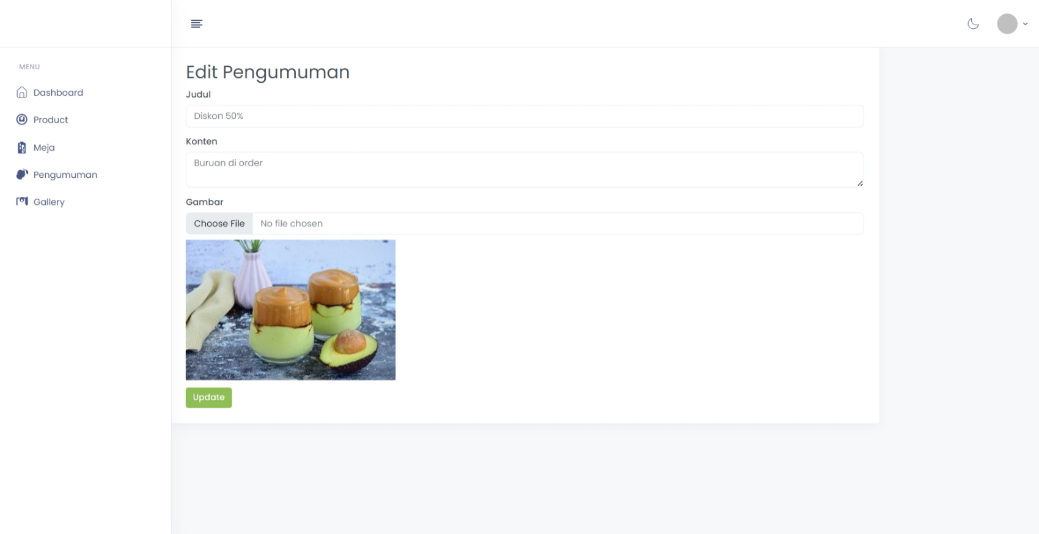 MENU
Dashboard
Product
Meja
Pengumuman
Gallery
Edit Pengumuman
Judul
Diskon 50%
Konten
Buruan di order
Gambar
Choose File No file chosen
Update